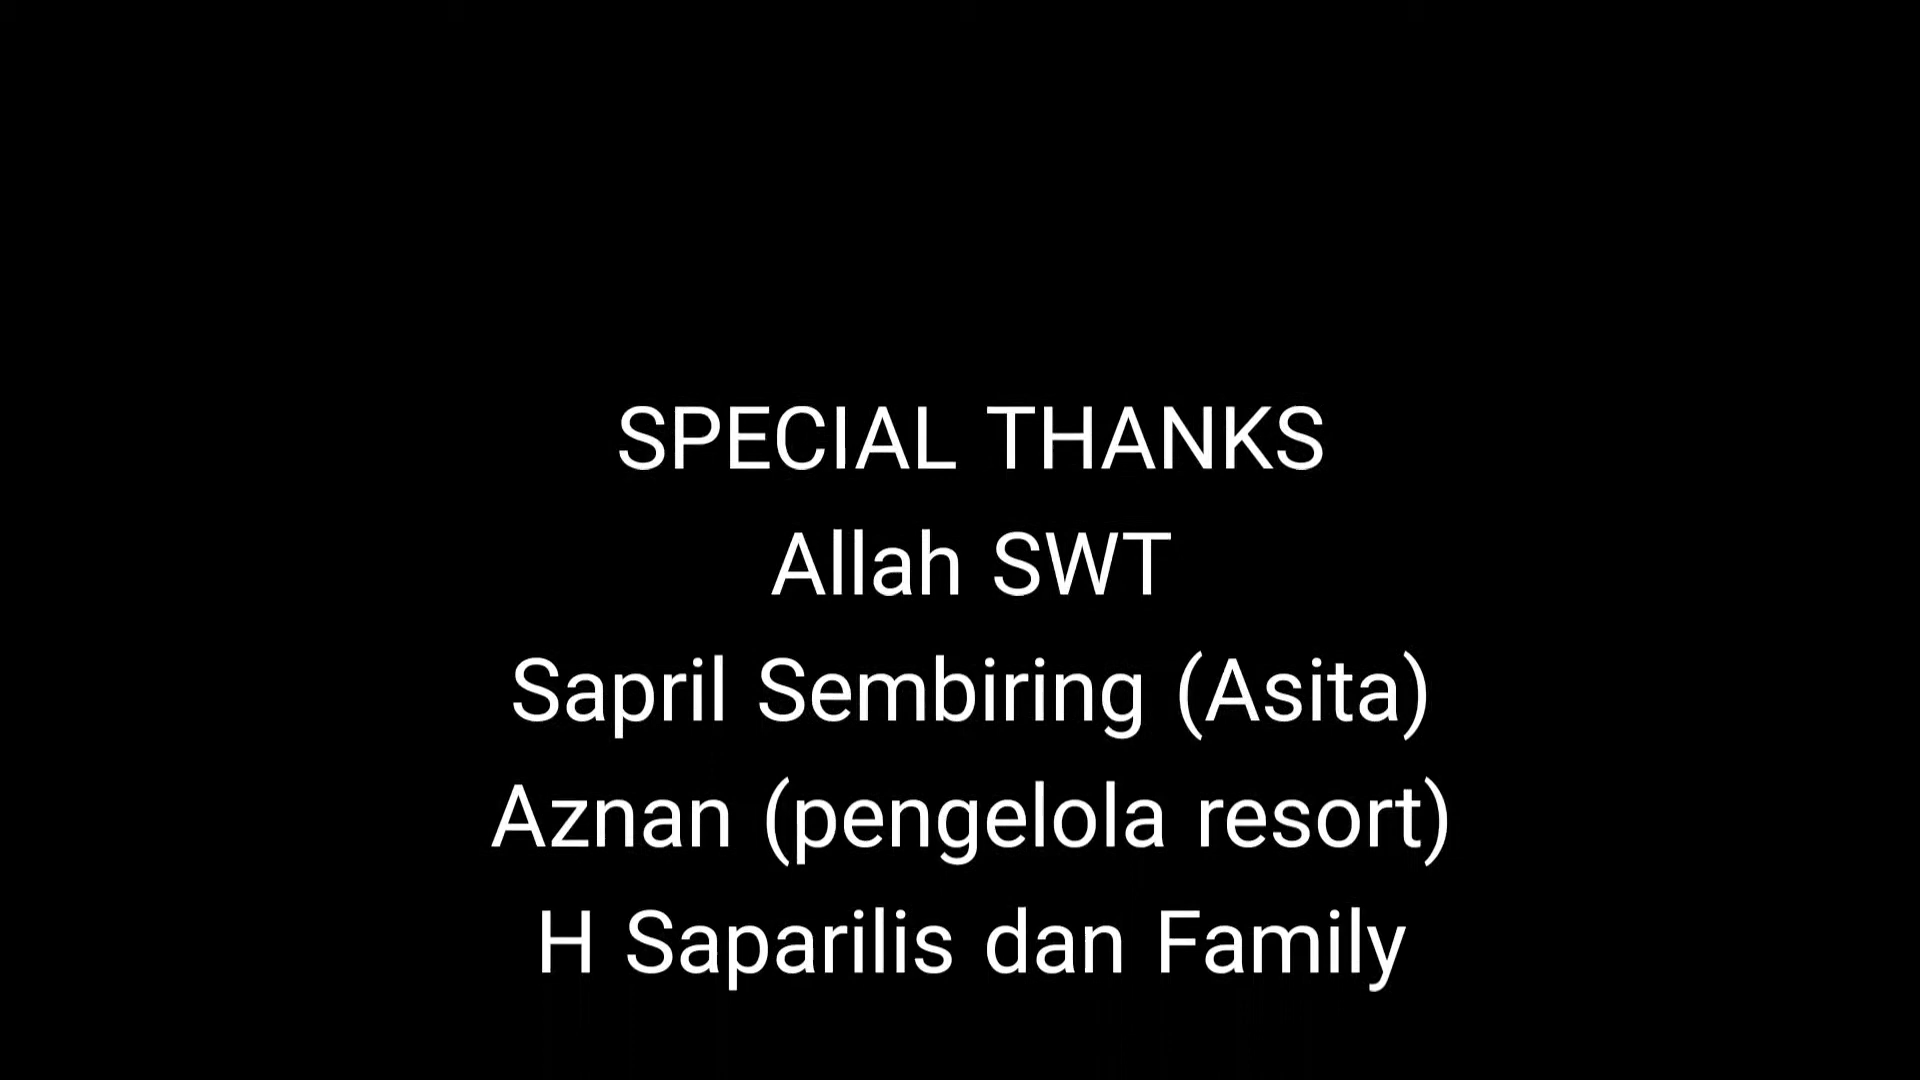 SPECIAL THANKS
Allah SWT
Sapril Sembiring (Asita)
Aznan (pengelola resort)
H Saparilis dan Family